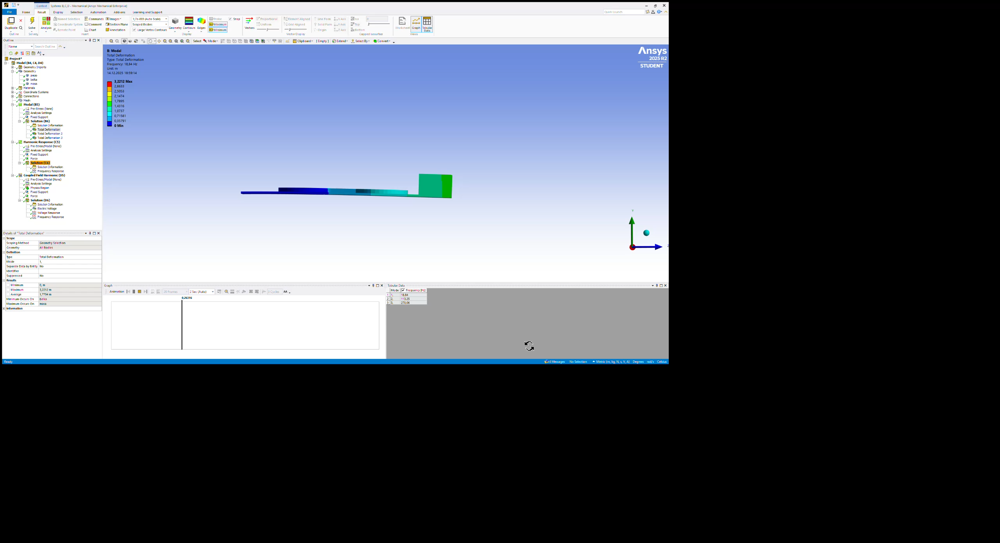 Context Systems B,C,D - Mechanical [Ansys Mechanical Enterprise]
File Home Result Display Selection Automation Add-ons Learning and Support
Quick Launch
Duplicate
Outline
Solve
Solver
Analysis
Named Selection Commands Images
Coordinate System Comment Section Plane
Remote Point Chart Annotation
Insert
1,7e-003 (Auto Scale)
Scoped Bodies
Large Vertex Contours
Geometry Contours Edges
Probe Snap
Maximum
Minimum
Display
Vectors
Proportional
Uniform
Element Aligned
Grid Aligned
Line Form X Axis
Solid Form Y Axis
Origin Z Axis
Vector Display
Iso 0
Top
Bottom
Capped Isosurface
Worksheet Graph Tabular Data
Views
Select Mode Clipboard [ Empty ] Extend Select By Convert
Outline
Name Search Outline
Project*
Model (B4, C4, D4)
Geometry Imports
Geometry
piezo
belka
masa
Materials
Coordinate Systems
Connections
Mesh
Modal (B5)
Pre-Stress (None)
Analysis Settings
Fixed Support
Solution (B6)
Solution Information
Total Deformation
Total Deformation 2
Total Deformation 3
Harmonic Response (C5)
Pre-Stress/Modal (None)
Analysis Settings
Fixed Support
Force
Solution (C6)
Solution Information
Frequency Response
Coupled Field Harmonic (D5)
Pre-Stress/Modal (None)
Analysis Settings
Physics Region
Fixed Support
Force
Solution (D6)
Solution Information
Electric Voltage
Voltage Response
Frequency Response
B: Modal
Total Deformation
Type: Total Deformation
Frequency: 18,84 Hz
Unit: m
14.12.2025 18:59:14
3,2212 Max
2,8633
2,5053
2,1474
1,7895
1,4316
1,0737
0,71581
0,35791
0 Min
Ansys
2025 R2
STUDENT
Y
Z
Details of "Total Deformation"
Scope
Scoping Method Geometry Selection
Geometry All Bodies
Definition
Type Total Deformation
Mode 1,
Separate Data by Entity No
Identifier
Suppressed No
Results
Minimum 0, m
Maximum 3,2212 m
Average 1,7794 m
Minimum Occurs On belka
Maximum Occurs On masa
Information
Graph
Animation 20 Frames 2 Sec (Auto) 3 Cycles AA
0,26316
Tabular Data
Mode Frequency [Hz]
1 1, 18,84
2 2, 113,25
3 3, 270,06
Ready
4 Messages No Selection Metric (m, kg, N, s, V, A) Degrees rad/s Celsius